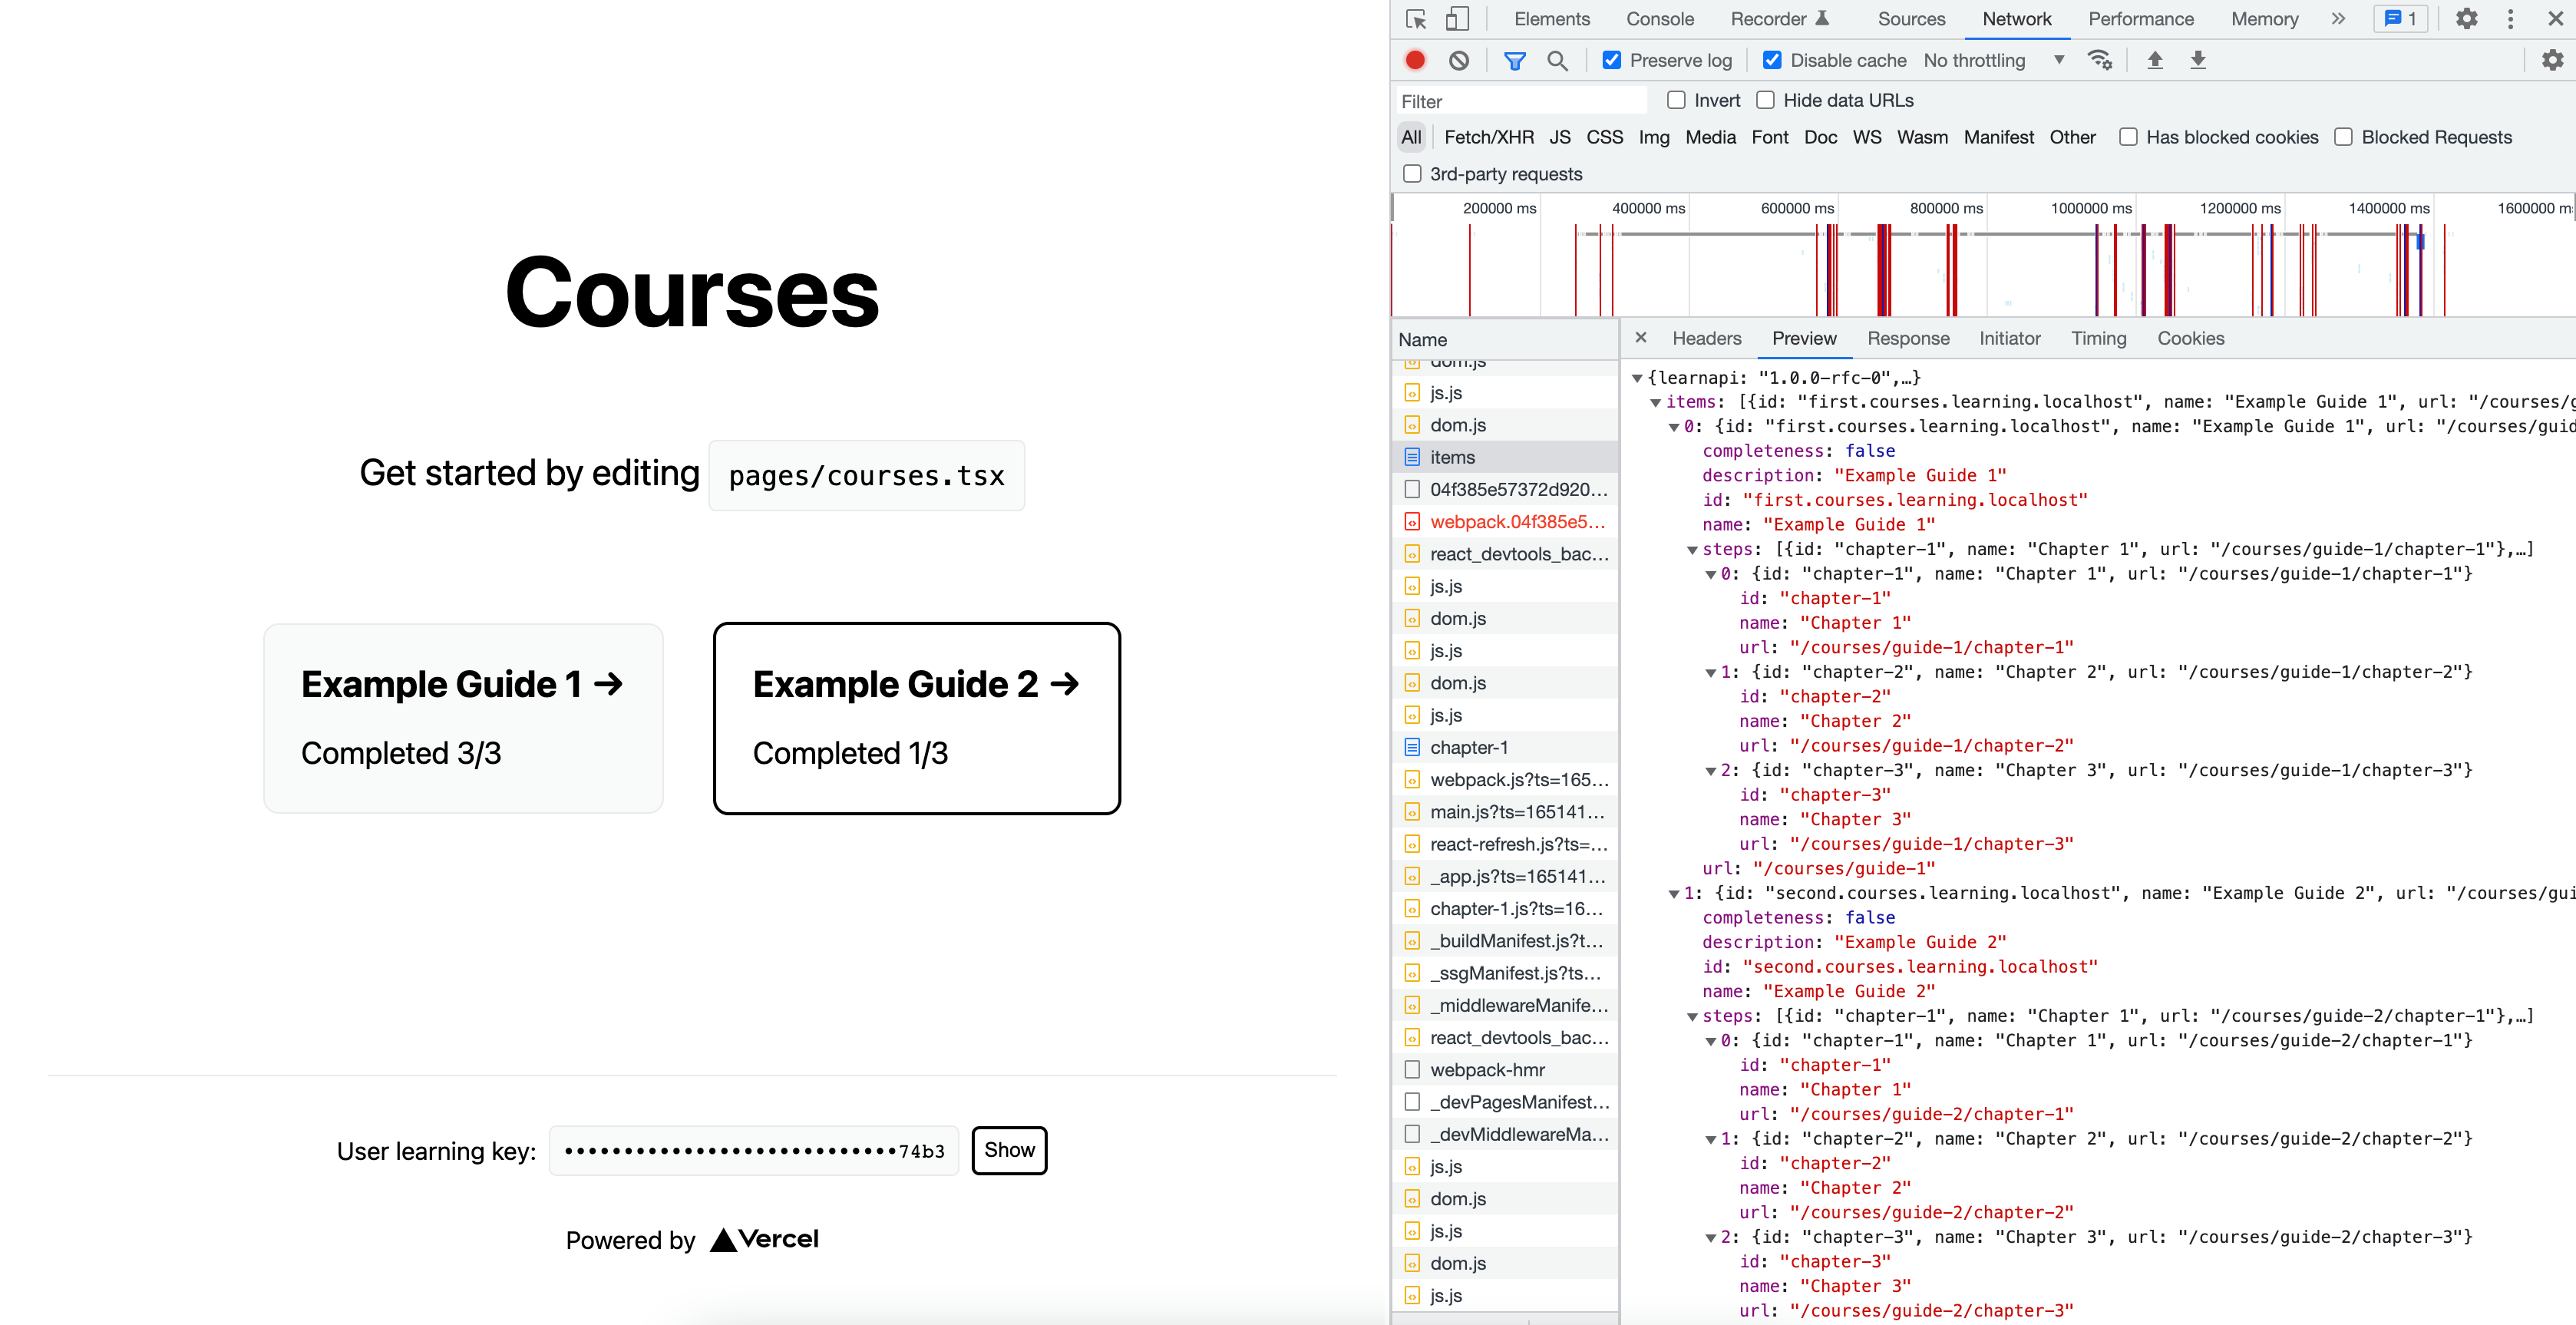 Courses
Get started by editing pages/courses.tsx
Example Guide 1 →
Completed 3/3
Example Guide 2 →
Completed 1/3
User learning key: ••••••••••••••••••••••••••••74b3 Show
Powered by Vercel
Elements Console Recorder Sources Network Performance Memory » 1
Preserve log Disable cache No throttling
Filter Invert Hide data URLs
All Fetch/XHR JS CSS Img Media Font Doc WS Wasm Manifest Other Has blocked cookies Blocked Requests
3rd-party requests
200000 ms 400000 ms 600000 ms 800000 ms 1000000 ms 1200000 ms 1400000 ms 1600000 m
Name
dom.js
js.js
dom.js
items
04f385e57372d920…
webpack.04f385e5…
react_devtools_bac…
js.js
dom.js
js.js
dom.js
js.js
chapter-1
webpack.js?ts=165…
main.js?ts=165141…
react-refresh.js?ts=…
_app.js?ts=165141…
chapter-1.js?ts=16…
_buildManifest.js?t…
_ssgManifest.js?ts…
_middlewareManife…
react_devtools_bac…
webpack-hmr
_devPagesManifest…
_devMiddlewareMa…
js.js
dom.js
js.js
dom.js
js.js
Headers Preview Response Initiator Timing Cookies
{learnapi: "1.0.0-rfc-0",…}
items: [{id: "first.courses.learning.localhost", name: "Example Guide 1", url: "/courses/g
0: {id: "first.courses.learning.localhost", name: "Example Guide 1", url: "/courses/guid
completeness: false
description: "Example Guide 1"
id: "first.courses.learning.localhost"
name: "Example Guide 1"
steps: [{id: "chapter-1", name: "Chapter 1", url: "/courses/guide-1/chapter-1"},…]
0: {id: "chapter-1", name: "Chapter 1", url: "/courses/guide-1/chapter-1"}
id: "chapter-1"
name: "Chapter 1"
url: "/courses/guide-1/chapter-1"
1: {id: "chapter-2", name: "Chapter 2", url: "/courses/guide-1/chapter-2"}
id: "chapter-2"
name: "Chapter 2"
url: "/courses/guide-1/chapter-2"
2: {id: "chapter-3", name: "Chapter 3", url: "/courses/guide-1/chapter-3"}
id: "chapter-3"
name: "Chapter 3"
url: "/courses/guide-1/chapter-3"
url: "/courses/guide-1"
1: {id: "second.courses.learning.localhost", name: "Example Guide 2", url: "/courses/gui
completeness: false
description: "Example Guide 2"
id: "second.courses.learning.localhost"
name: "Example Guide 2"
steps: [{id: "chapter-1", name: "Chapter 1", url: "/courses/guide-2/chapter-1"},…]
0: {id: "chapter-1", name: "Chapter 1", url: "/courses/guide-2/chapter-1"}
id: "chapter-1"
name: "Chapter 1"
url: "/courses/guide-2/chapter-1"
1: {id: "chapter-2", name: "Chapter 2", url: "/courses/guide-2/chapter-2"}
id: "chapter-2"
name: "Chapter 2"
url: "/courses/guide-2/chapter-2"
2: {id: "chapter-3", name: "Chapter 3", url: "/courses/guide-2/chapter-3"}
id: "chapter-3"
name: "Chapter 3"
url: "/courses/guide-2/chapter-3"